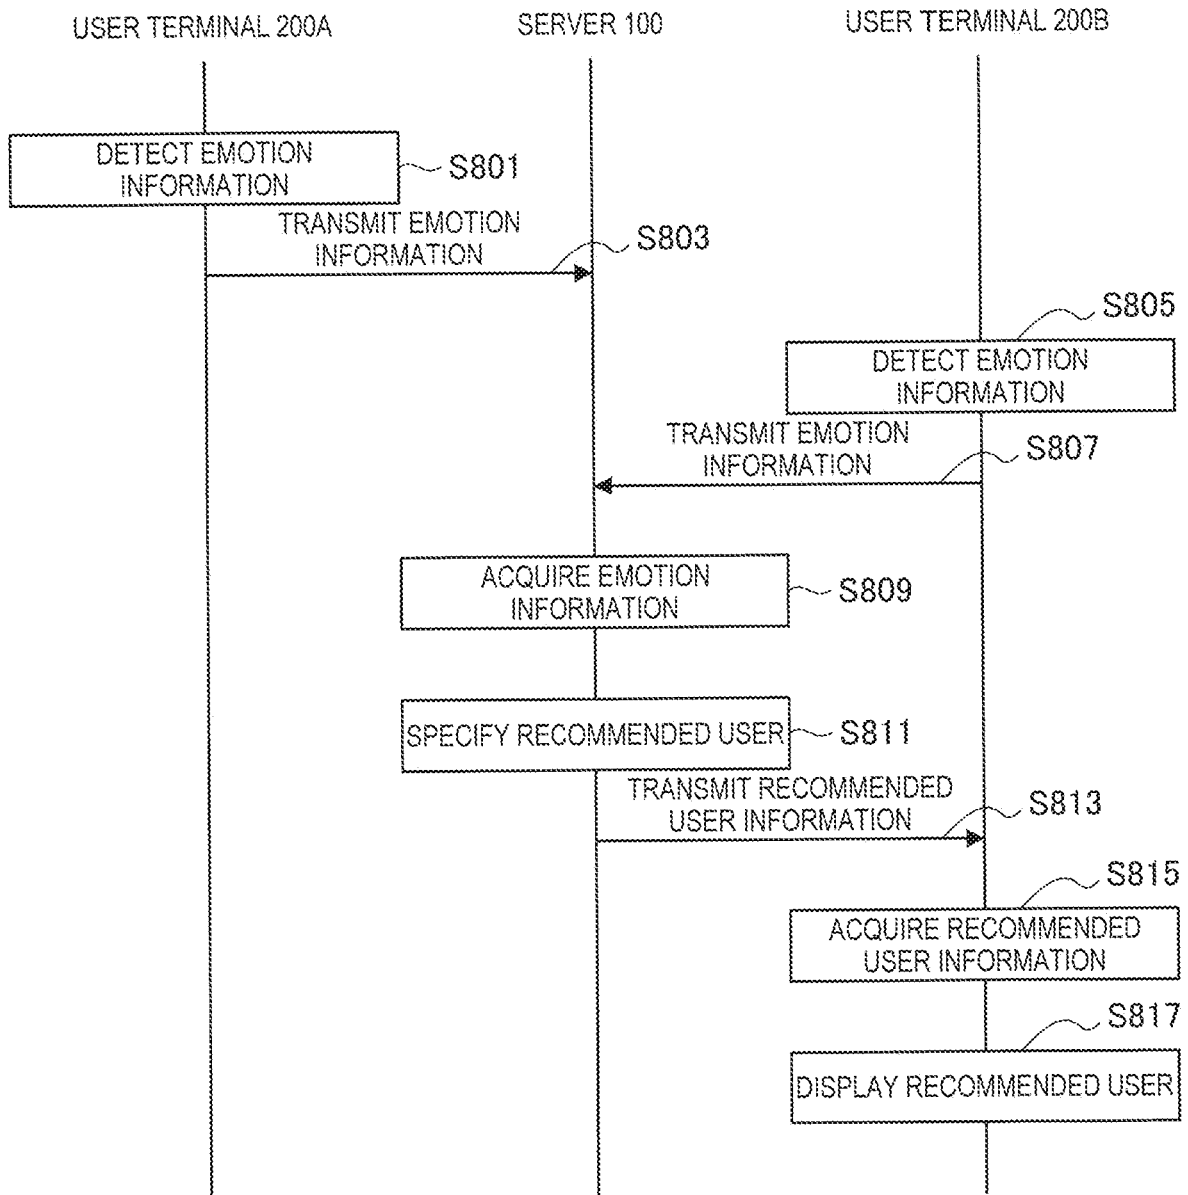 USER TERMINAL 200A
SERVER 100
USER TERMINAL 200B
DETECT EMOTION
INFORMATION
S801
TRANSMIT EMOTION
INFORMATION
S803
S805
DETECT EMOTION
INFORMATION
TRANSMIT EMOTION
INFORMATION
S807
ACQUIRE EMOTION
INFORMATION
S809
SPECIFY RECOMMENDED USER
S811
TRANSMIT RECOMMENDED
USER INFORMATION
S813
S815
ACQUIRE RECOMMENDED
USER INFORMATION
S817
DISPLAY RECOMMENDED USER